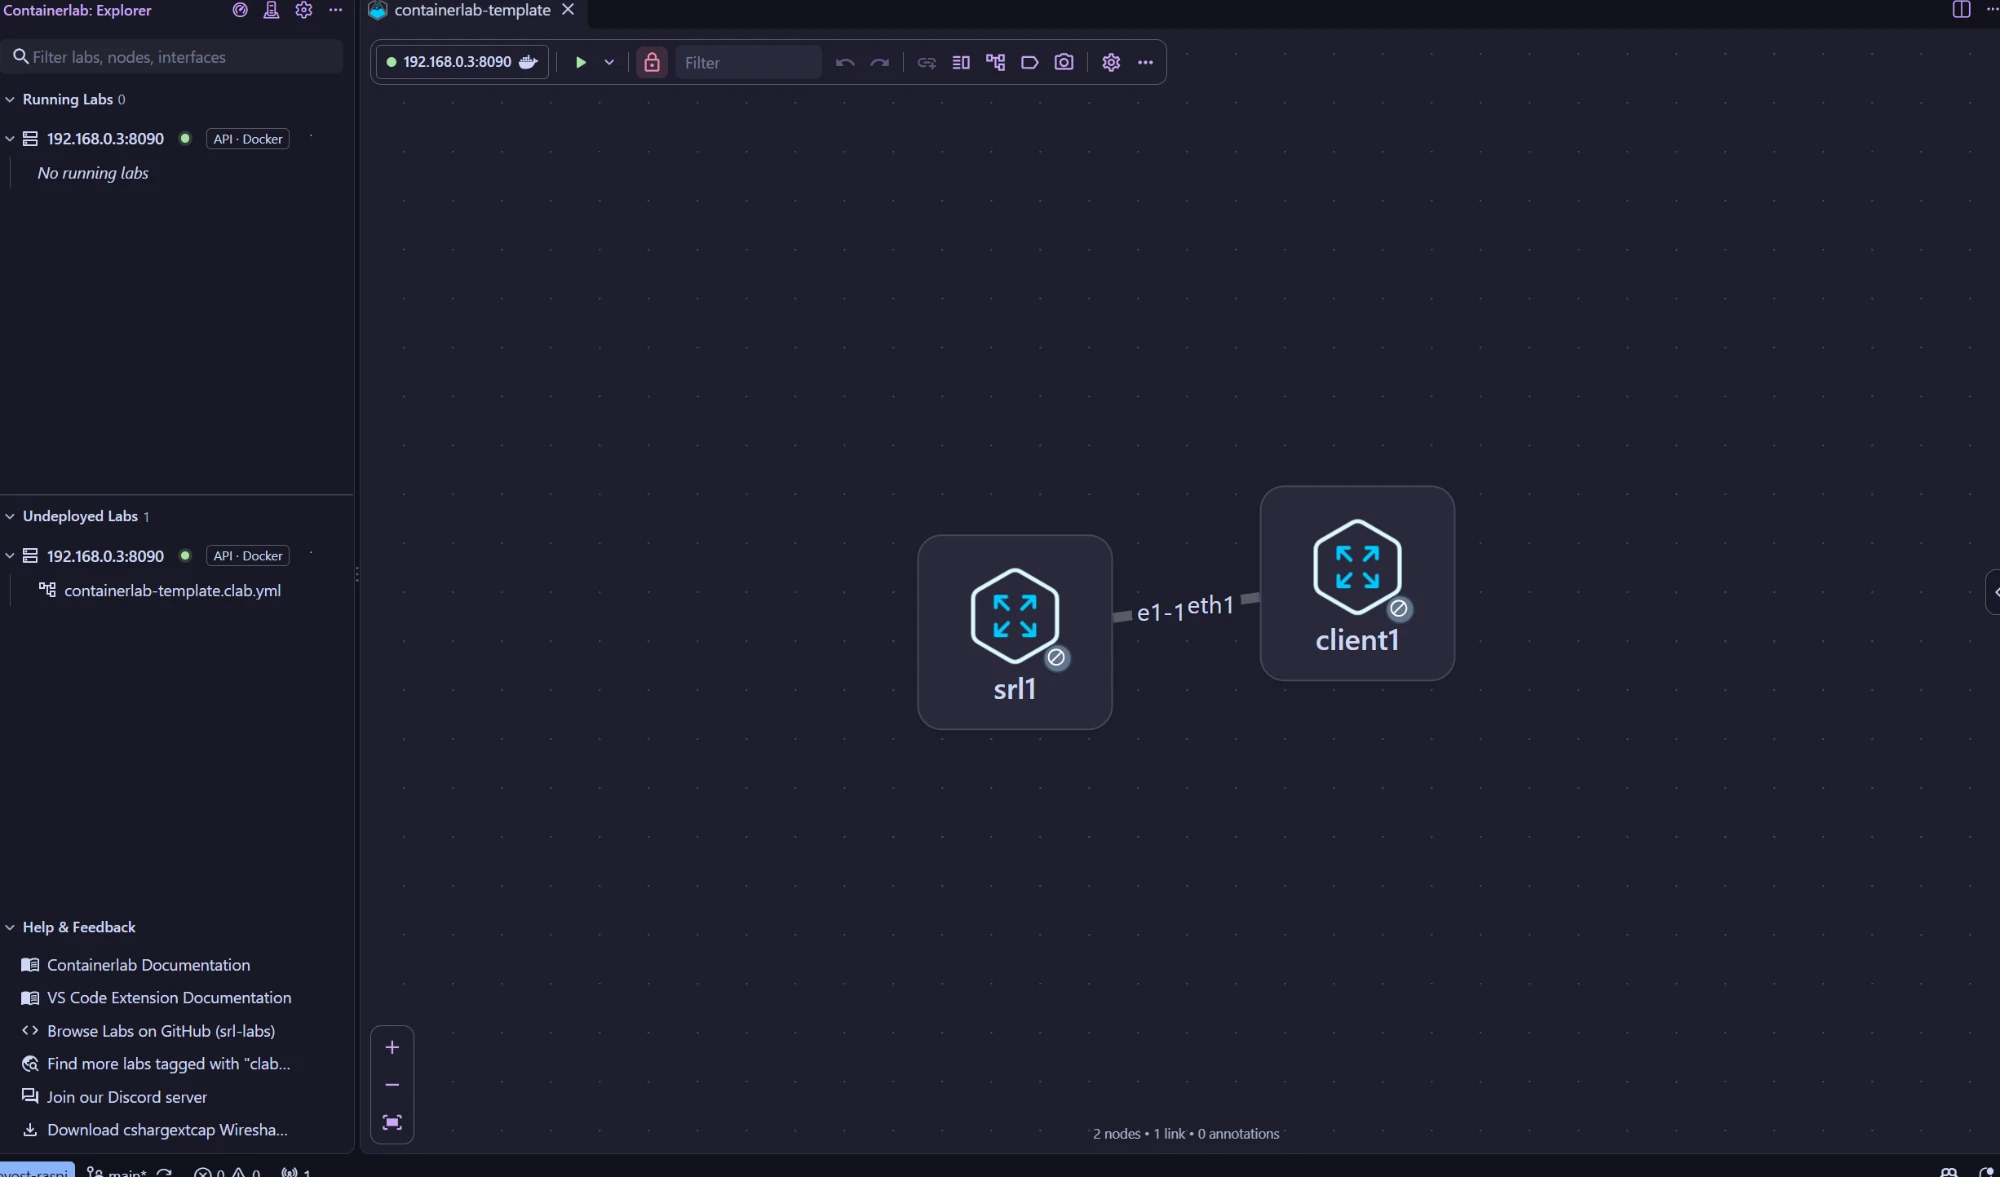 Containerlab: Explorer
containerlab-template
Filter labs, nodes, interfaces
192.168.0.3:8090
Filter
Running Labs 0
192.168.0.3:8090
API · Docker
No running labs
Undeployed Labs 1
192.168.0.3:8090
API · Docker
containerlab-template.clab.yml
srl1
e1-1
eth1
client1
Help & Feedback
Containerlab Documentation
VS Code Extension Documentation
Browse Labs on GitHub (srl-labs)
Find more labs tagged with "clab...
Join our Discord server
Download cshargextcap Wiresha...
2 nodes • 1 link • 0 annotations
main* 0 0 1